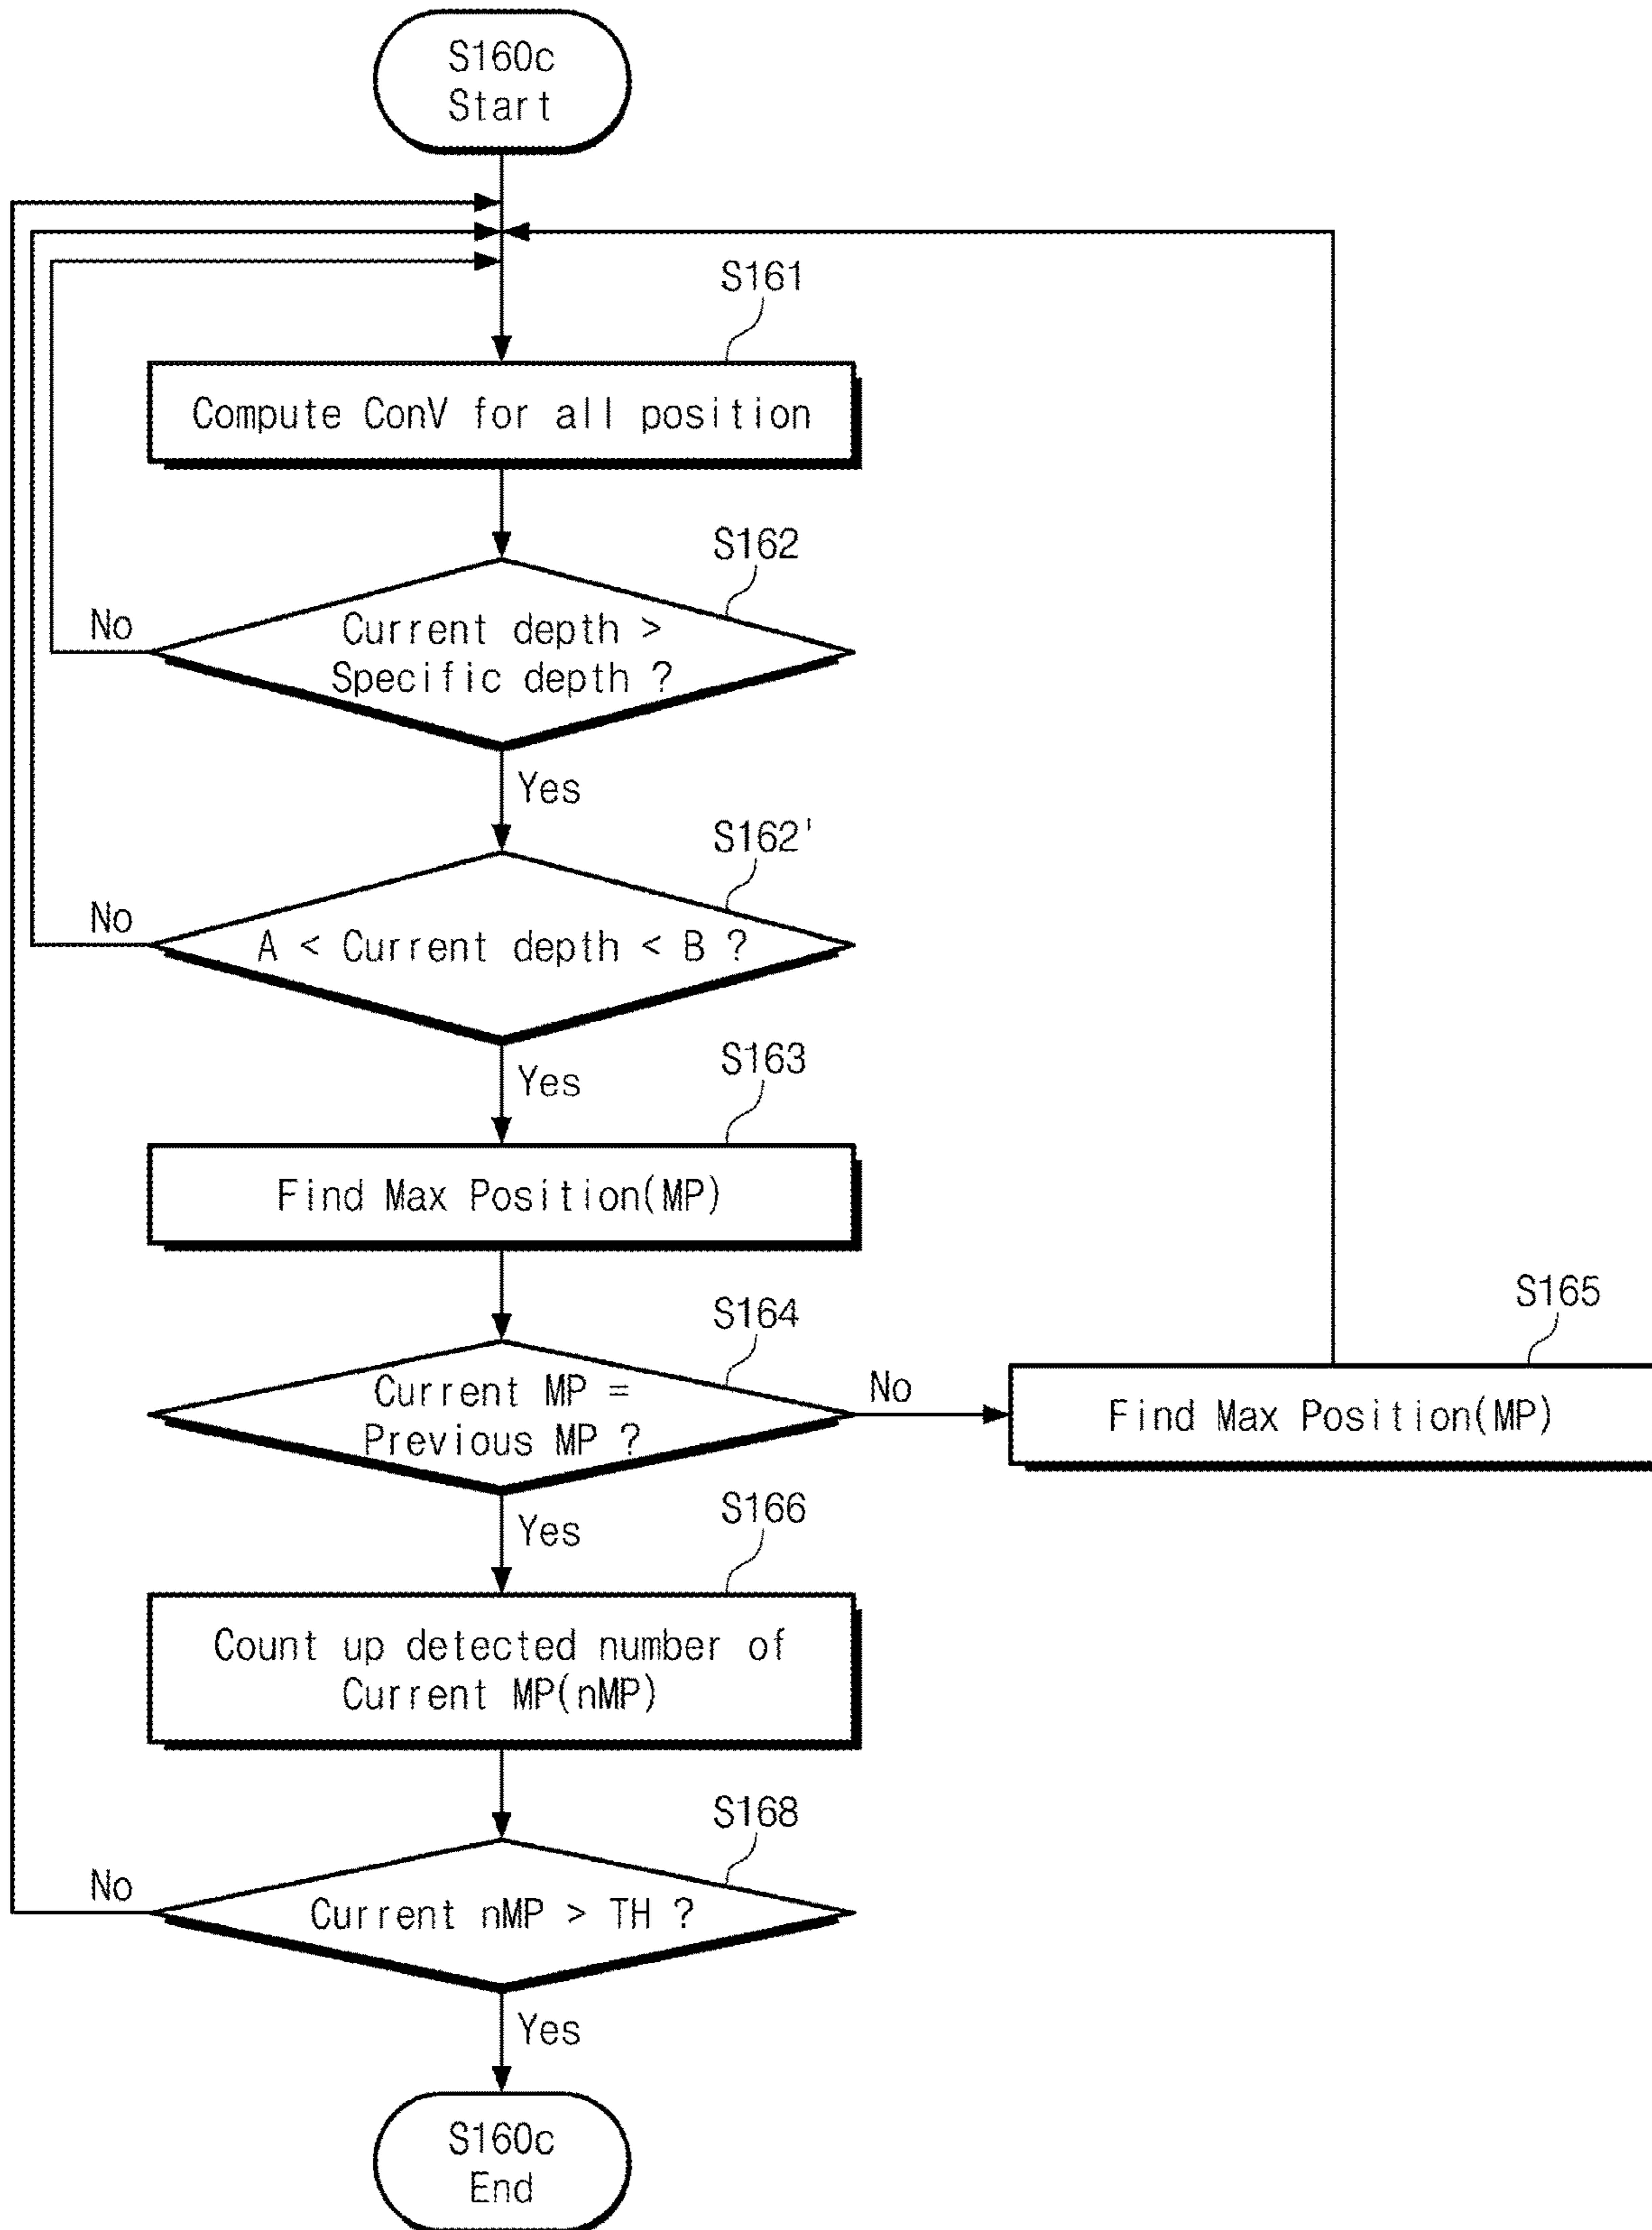 S160c
Start
S161
Compute ConV for all position
S162
No
Current depth >
Specific depth ?
Yes
S162'
No
A < Current depth < B ?
Yes
S163
Find Max Position(MP)
S164
Current MP =
Previous MP ?
No
S165
Find Max Position(MP)
Yes
S166
Count up detected number of
Current MP(nMP)
S168
No
Current nMP > TH ?
Yes
S160c
End